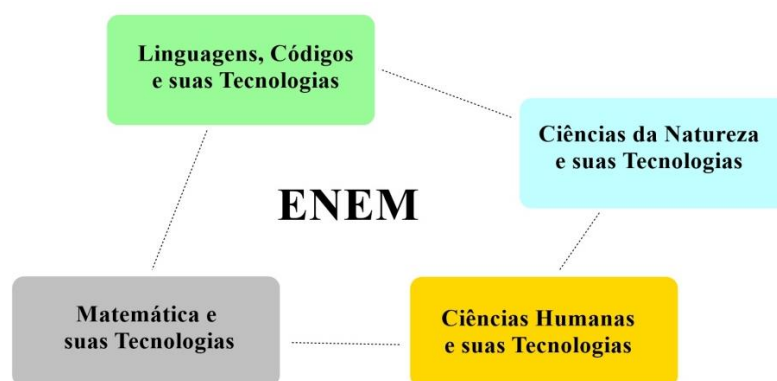 Linguagens, Códigos
e suas Tecnologias
Ciências da Natureza
e suas Tecnologias
ENEM
Matemática e
suas Tecnologias
Ciências Humanas
e suas Tecnologias